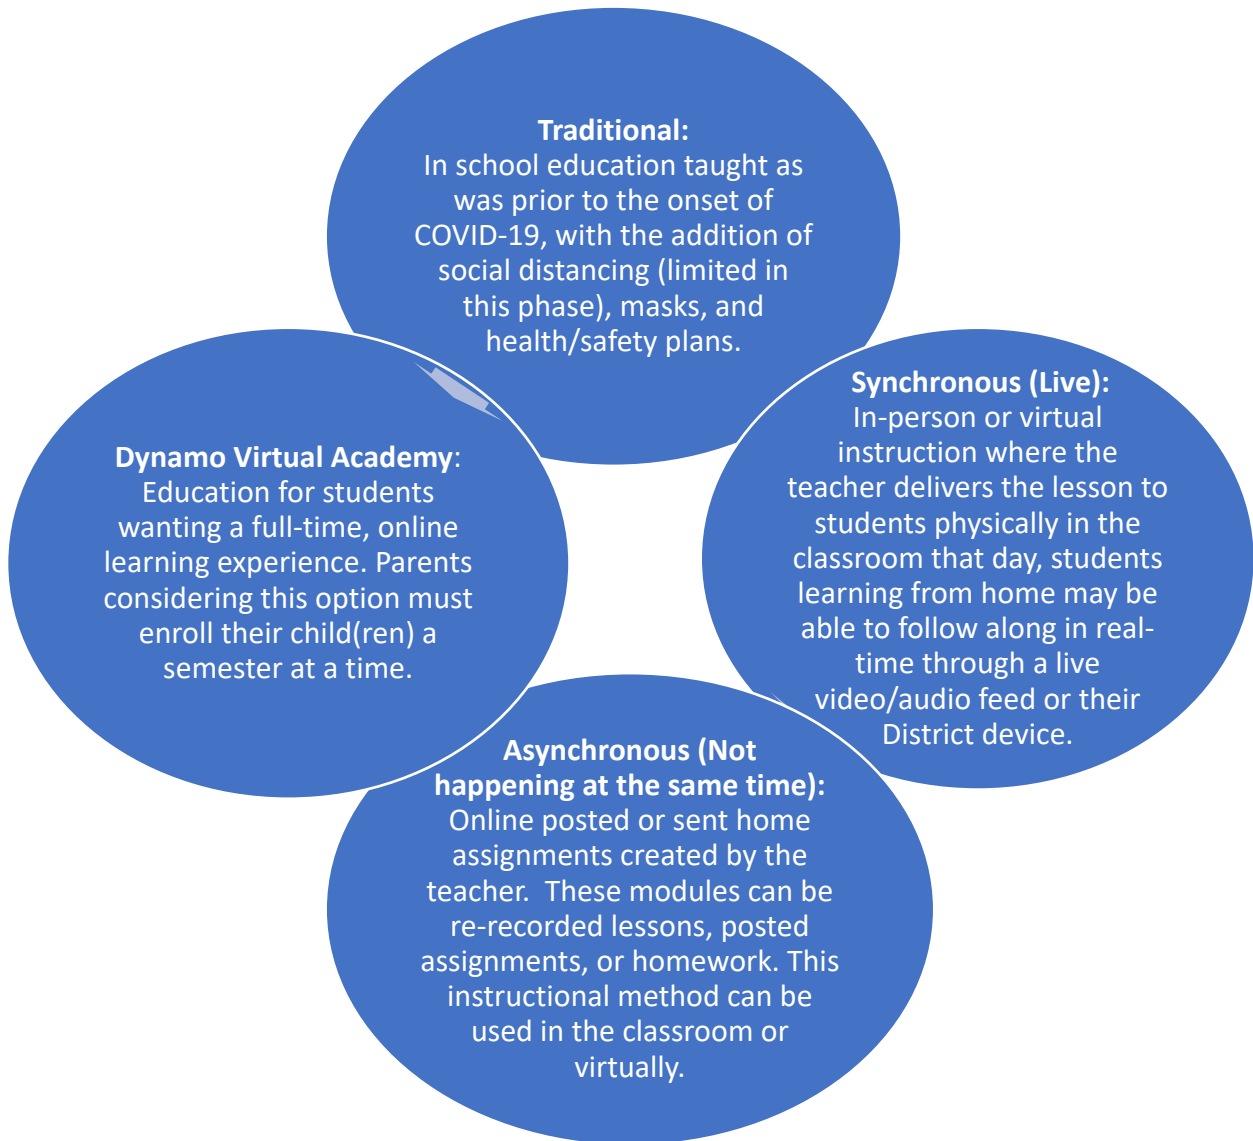 Traditional:
In school education taught as
was prior to the onset of
COVID-19, with the addition of
social distancing (limited in
this phase), masks, and
health/safety plans.
Synchronous (Live):
In-person or virtual
instruction where the
teacher delivers the lesson to
students physically in the
classroom that day, students
learning from home may be
able to follow along in real-
time through a live
video/audio feed or their
District device.
Asynchronous (Not
happening at the same time):
Online posted or sent home
assignments created by the
teacher.  These modules can be
re-recorded lessons, posted
assignments, or homework. This
instructional method can be
used in the classroom or
virtually.
Dynamo Virtual Academy:
Education for students
wanting a full-time, online
learning experience. Parents
considering this option must
enroll their child(ren) a
semester at a time.